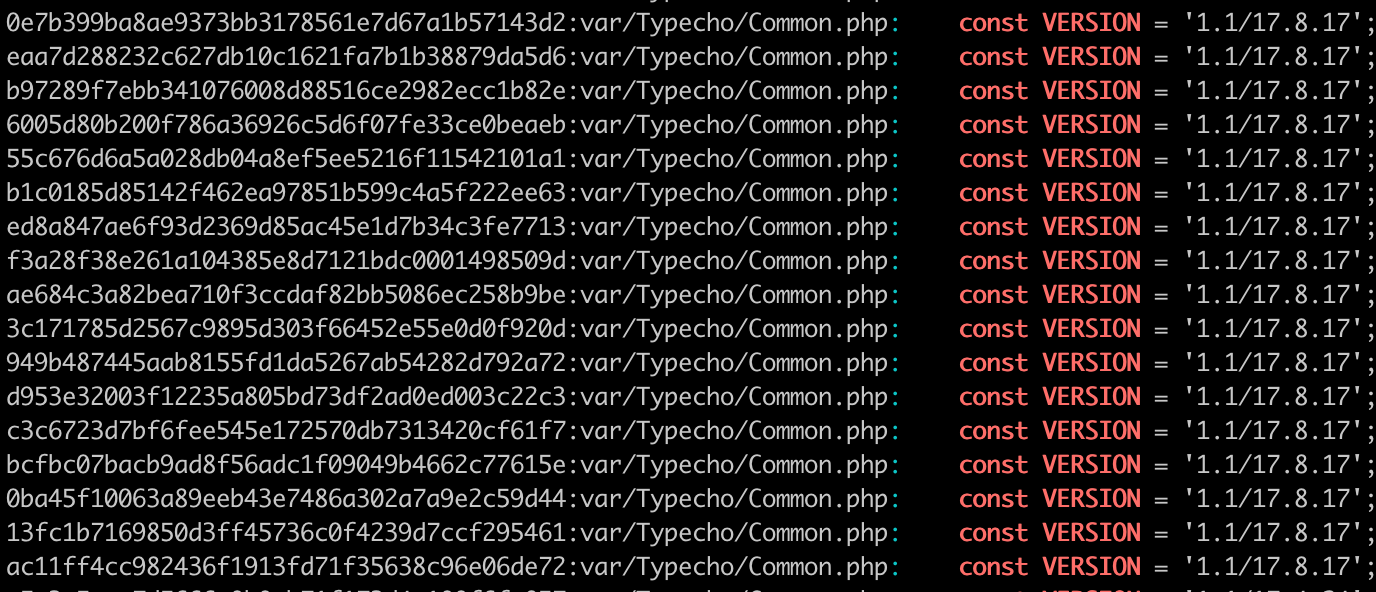 0e7b399ba8ae9373bb3178561e7d67a1b57143d2:var/Typecho/Common.php:    const VERSION = '1.1/17.8.17';
eaa7d288232c627db10c1621fa7b1b38879da5d6:var/Typecho/Common.php:    const VERSION = '1.1/17.8.17';
b97289f7ebb341076008d88516ce2982ecc1b82e:var/Typecho/Common.php:    const VERSION = '1.1/17.8.17';
6005d80b200f786a36926c5d6f07fe33ce0beaeb:var/Typecho/Common.php:    const VERSION = '1.1/17.8.17';
55c676d6a5a028db04a8ef5ee5216f11542101a1:var/Typecho/Common.php:    const VERSION = '1.1/17.8.17';
b1c0185d85142f462ea97851b599c4a5f222ee63:var/Typecho/Common.php:    const VERSION = '1.1/17.8.17';
ed8a847ae6f93d2369d85ac45e1d7b34c3fe7713:var/Typecho/Common.php:    const VERSION = '1.1/17.8.17';
f3a28f38e261a104385e8d7121bdc0001498509d:var/Typecho/Common.php:    const VERSION = '1.1/17.8.17';
ae684c3a82bea710f3ccdaf82bb5086ec258b9be:var/Typecho/Common.php:    const VERSION = '1.1/17.8.17';
3c171785d2567c9895d303f66452e55e0d0f920d:var/Typecho/Common.php:    const VERSION = '1.1/17.8.17';
949b487445aab8155fd1da5267ab54282d792a72:var/Typecho/Common.php:    const VERSION = '1.1/17.8.17';
d953e32003f12235a805bd73df2ad0ed003c22c3:var/Typecho/Common.php:    const VERSION = '1.1/17.8.17';
c3c6723d7bf6fee545e172570db7313420cf61f7:var/Typecho/Common.php:    const VERSION = '1.1/17.8.17';
bcfbc07bacb9ad8f56adc1f09049b4662c77615e:var/Typecho/Common.php:    const VERSION = '1.1/17.8.17';
0ba45f10063a89eeb43e7486a302a7a9e2c59d44:var/Typecho/Common.php:    const VERSION = '1.1/17.8.17';
13fc1b7169850d3ff45736c0f4239d7ccf295461:var/Typecho/Common.php:    const VERSION = '1.1/17.8.17';
ac11ff4cc982436f1913fd71f35638c96e06de72:var/Typecho/Common.php:    const VERSION = '1.1/17.8.17';